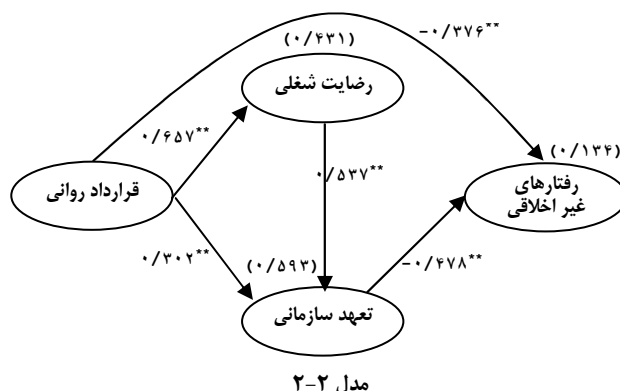 -۰/۳۷۶**
(۰/۴۳۱)
رضایت شغلی
۰/۶۵۷**
۰/۵۳۷**
(۰/۱۳۴)
قرارداد روانی
رفتارهای
غیر اخلاقی
۰/۳۰۲**
(۰/۵۹۳)
-۰/۴۷۸**
تعهد سازمانی
مدل ۲-۲